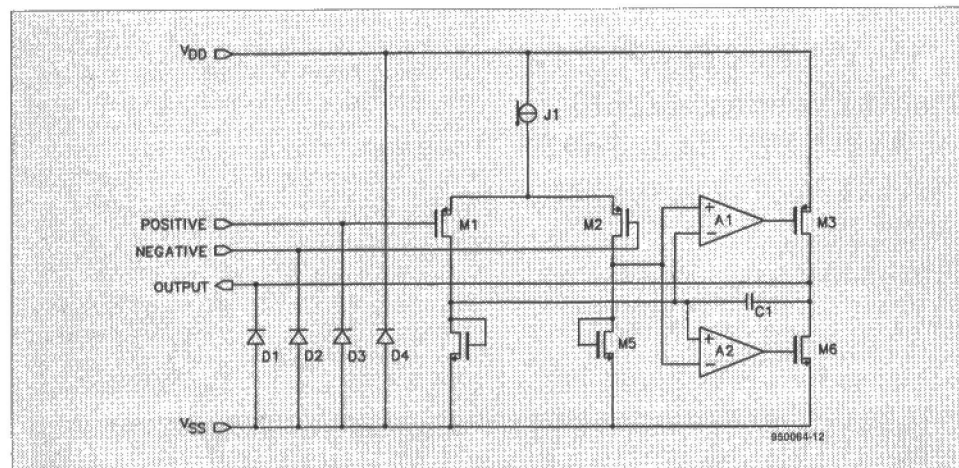 VDD
J1
POSITIVE
M1
M2
+
A1
-
M3
NEGATIVE
OUTPUT
C1
D1
D2
D3
D4
M5
+
A2
-
M6
VSS
950064-12